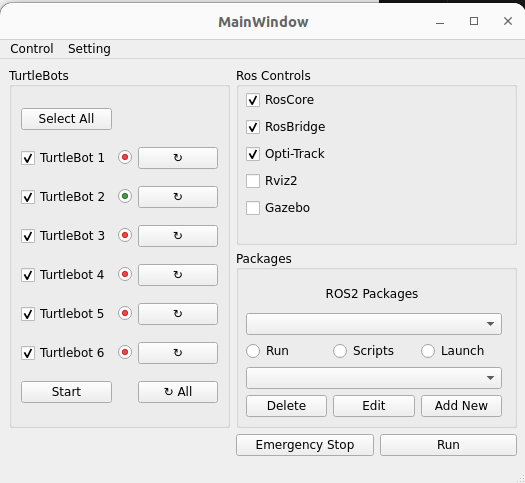 MainWindow
Control Setting
TurtleBots
Select All
TurtleBot 1 ↻
TurtleBot 2 ↻
TurtleBot 3 ↻
Turtlebot 4 ↻
Turtlebot 5 ↻
Turtlebot 6 ↻
Start ↻ All
Ros Controls
RosCore
RosBridge
Opti-Track
Rviz2
Gazebo
Packages
ROS2 Packages
Run Scripts Launch
Delete Edit Add New
Emergency Stop Run